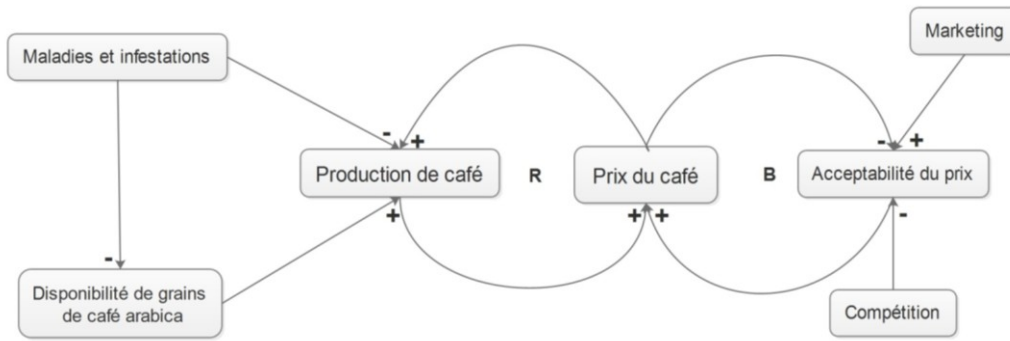 Marketing
Maladies et infestations
-
+
-
+
Production de café
R
Prix du café
B
Acceptabilité du prix
+
+
+
-
-
Disponibilité de grains
de café arabica
Compétition